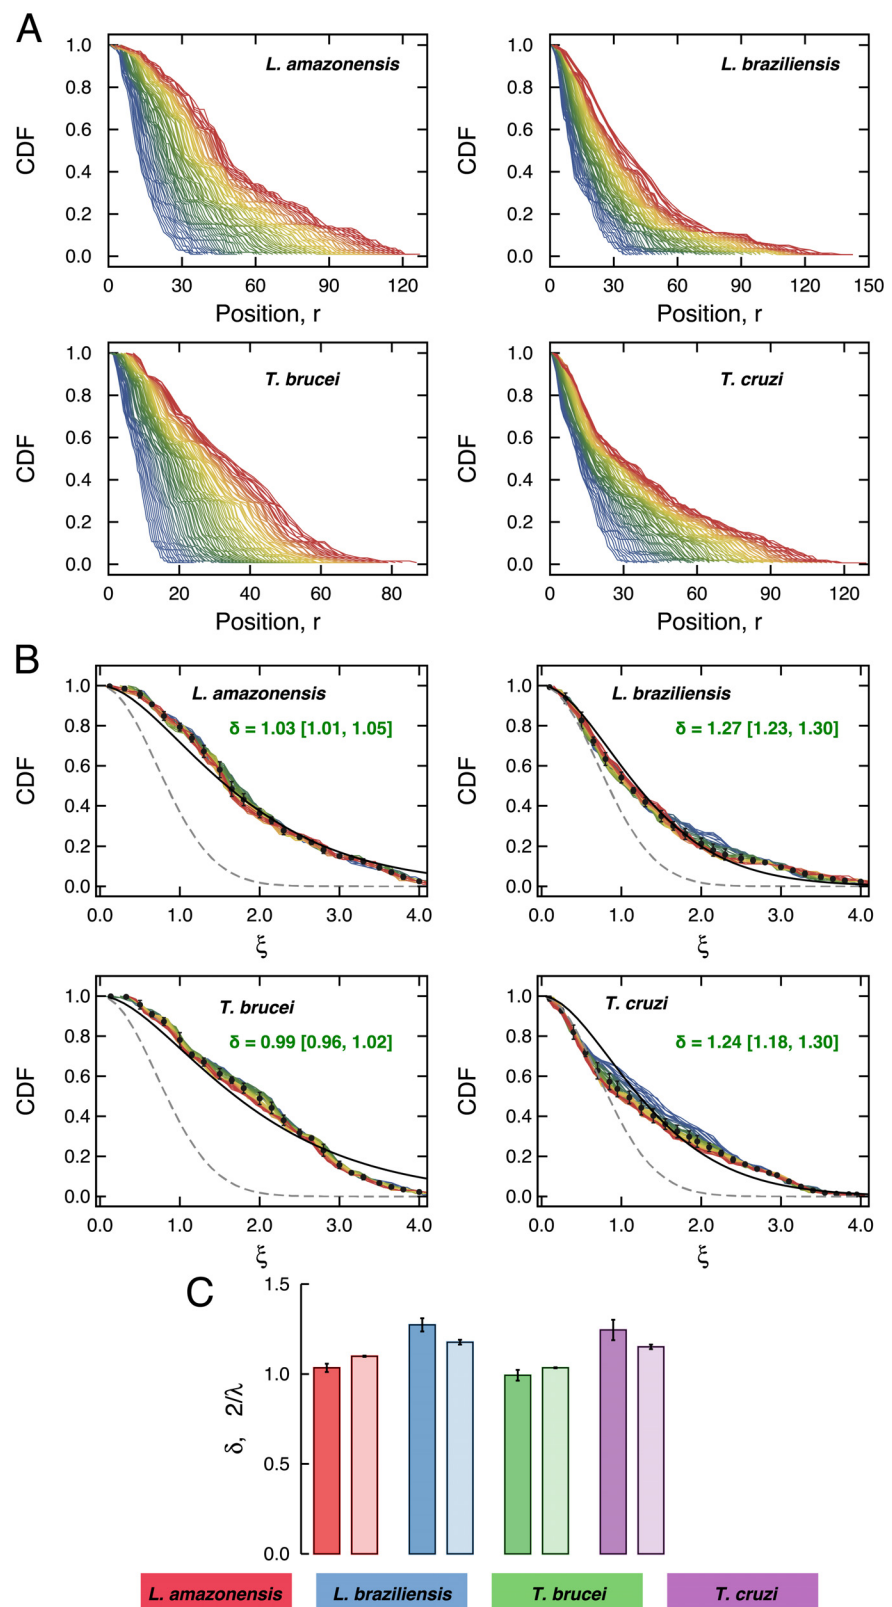 A
1.0
0.8
0.6
0.4
0.2
0.0
CDF
L. amazonensis
0 30 60 90 120
Position, r
1.0
0.8
0.6
0.4
0.2
0.0
CDF
L. braziliensis
0 30 60 90 120 150
Position, r
1.0
0.8
0.6
0.4
0.2
0.0
CDF
T. brucei
0 20 40 60 80
Position, r
1.0
0.8
0.6
0.4
0.2
0.0
CDF
T. cruzi
0 30 60 90 120
Position, r
B
1.0
0.8
0.6
0.4
0.2
0.0
CDF
L. amazonensis
δ = 1.03 [1.01, 1.05]
0.0 1.0 2.0 3.0 4.0
ξ
1.0
0.8
0.6
0.4
0.2
0.0
CDF
L. braziliensis
δ = 1.27 [1.23, 1.30]
0.0 1.0 2.0 3.0 4.0
ξ
1.0
0.8
0.6
0.4
0.2
0.0
CDF
T. brucei
δ = 0.99 [0.96, 1.02]
0.0 1.0 2.0 3.0 4.0
ξ
1.0
0.8
0.6
0.4
0.2
0.0
CDF
T. cruzi
δ = 1.24 [1.18, 1.30]
0.0 1.0 2.0 3.0 4.0
ξ
C
1.5
1.0
0.5
0.0
δ, 2/λ
L. amazonensis
L. braziliensis
T. brucei
T. cruzi